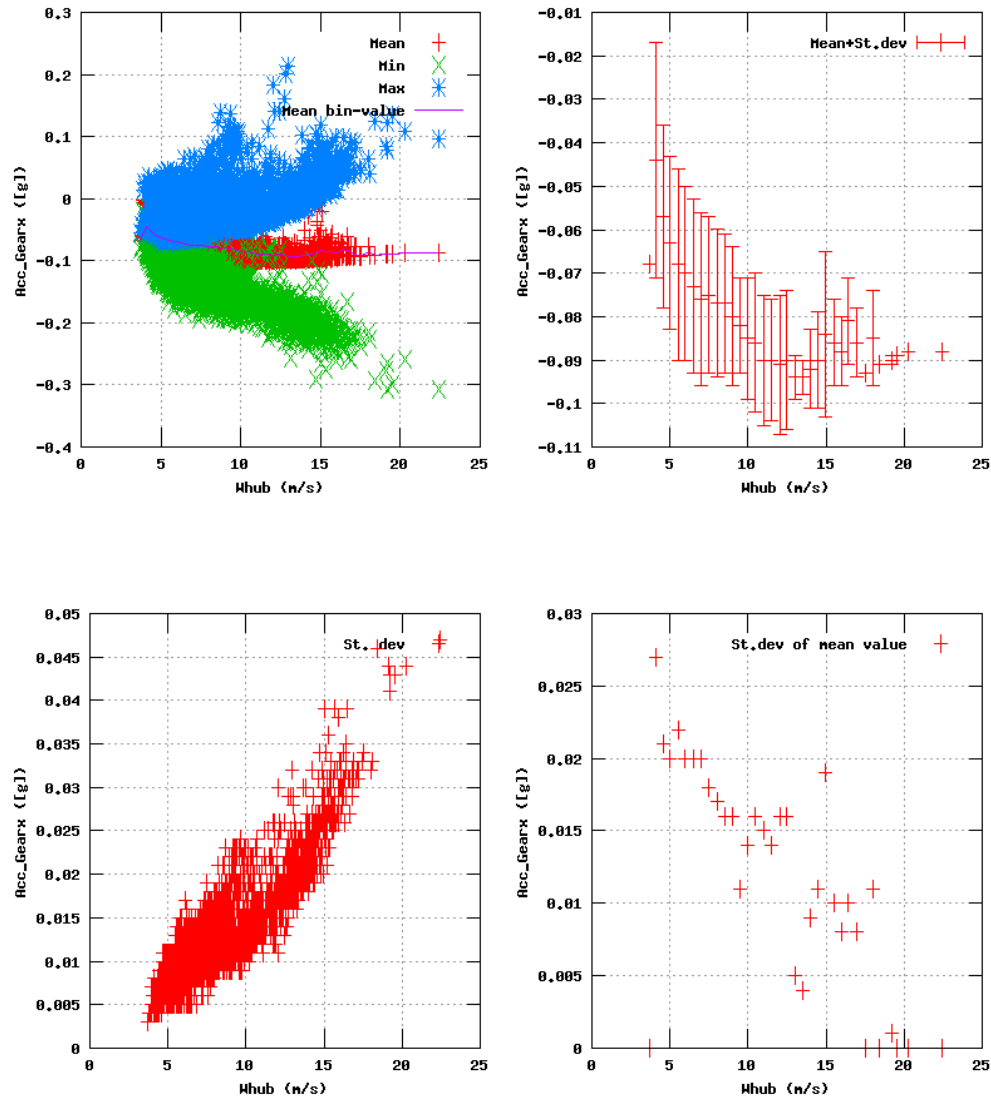 0.3
0.2
0.1
0
-0.1
-0.2
-0.3
-0.4
Acc_Gearx ([g])
Mean
Min
Max
Mean bin-value
0 5 10 15 20 25
Whub (m/s)
-0.01
-0.02
-0.03
-0.04
-0.05
-0.06
-0.07
-0.08
-0.09
-0.1
-0.11
Acc_Gearx ([g])
Mean+St.dev
0 5 10 15 20 25
Whub (m/s)
0.05
0.045
0.04
0.035
0.03
0.025
0.02
0.015
0.01
0.005
0
Acc_Gearx ([g])
St. dev
0 5 10 15 20 25
Whub (m/s)
0.03
0.025
0.02
0.015
0.01
0.005
0
Acc_Gearx ([g])
St.dev of mean value
0 5 10 15 20 25
Whub (m/s)